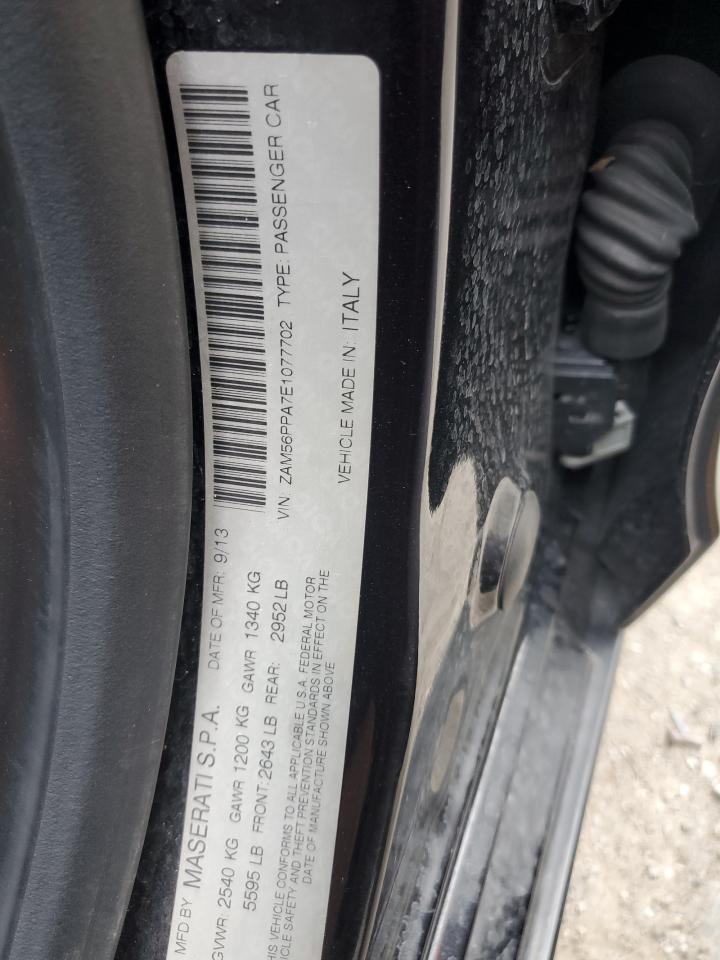 MFD BY MASERATI S.P.A. DATE OF MFR: 9/13
GVWR: 2540 KG GAWR 1200 KG GAWR 1340 KG
5595 LB FRONT: 2643 LB REAR: 2952 LB
HIS VEHICLE CONFORMS TO ALL APPLICABLE U.S.A. FEDERAL MOTOR
ICLE SAFETY AND THEFT PREVENTION STANDARDS IN EFFECT ON THE
DATE OF MANUFACTURE SHOWN ABOVE
VIN: ZAM56PPA7E1077702 TYPE: PASSENGER CAR
VEHICLE MADE IN: ITALY